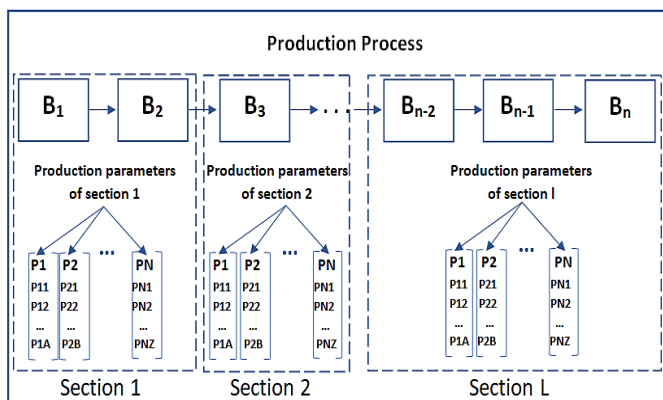 Production Process
B1 B2 B3 ... Bn-2 Bn-1 Bn
Production parameters of section 1
P1 P2 ... PN
P11 P21 PN1
P12 P22 PN2
... ... ...
P1A P2B PNZ
Section 1
Production parameters of section 2
P1 P2 ... PN
P11 P21 PN1
P12 P22 PN2
... ... ...
P1A P2B PNZ
Section 2
Production parameters of section l
P1 P2 ... PN
P11 P21 PN1
P12 P22 PN2
... ... ...
P1A P2B PNZ
Section L